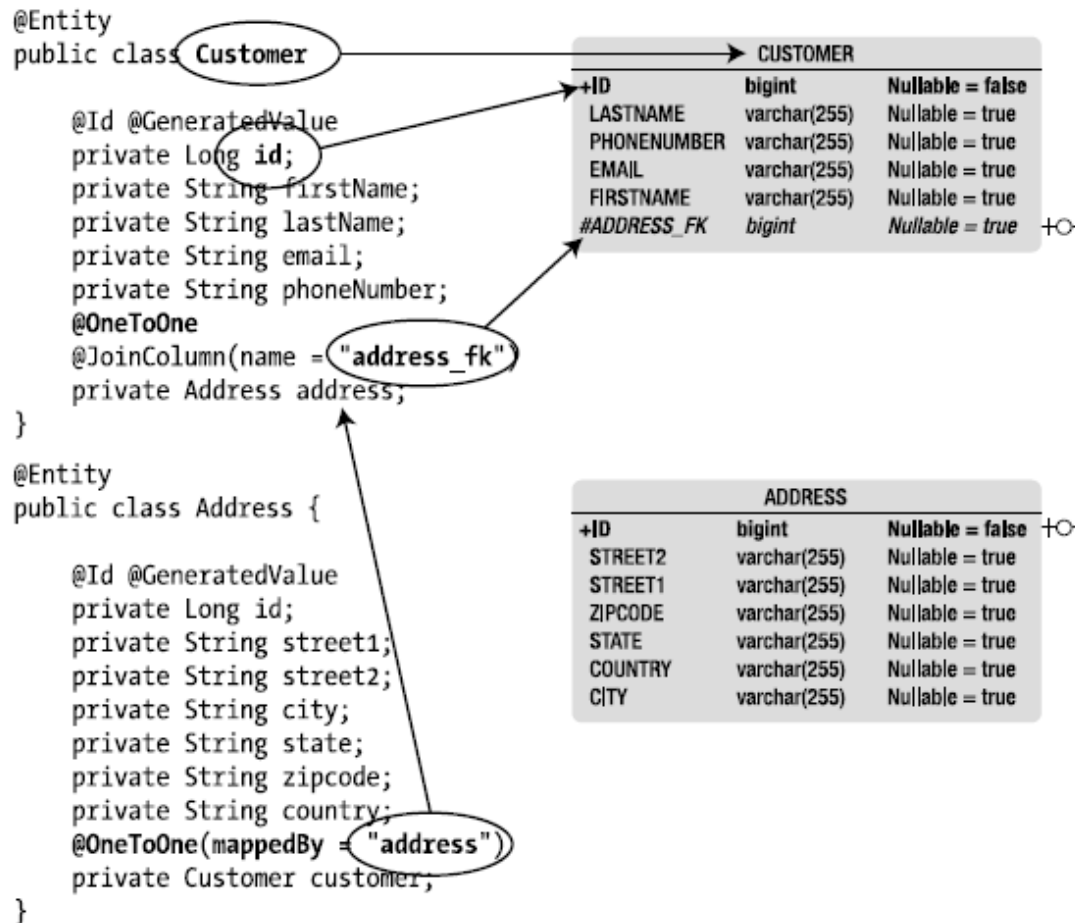 @Entity
public class Customer
@Id @GeneratedValue
private Long id;
private String firstName;
private String lastName;
private String email;
private String phoneNumber;
@OneToOne
@JoinColumn(name = "address_fk")
private Address address;
}
CUSTOMER
+ID bigint Nullable = false
LASTNAME varchar(255) Nullable = true
PHONENUMBER varchar(255) Nullable = true
EMAIL varchar(255) Nullable = true
FIRSTNAME varchar(255) Nullable = true
#ADDRESS_FK bigint Nullable = true
@Entity
public class Address {
@Id @GeneratedValue
private Long id;
private String street1;
private String street2;
private String city;
private String state;
private String zipcode;
private String country;
@OneToOne(mappedBy = "address")
private Customer customer;
}
ADDRESS
+ID bigint Nullable = false
STREET2 varchar(255) Nullable = true
STREET1 varchar(255) Nullable = true
ZIPCODE varchar(255) Nullable = true
STATE varchar(255) Nullable = true
COUNTRY varchar(255) Nullable = true
CITY varchar(255) Nullable = true